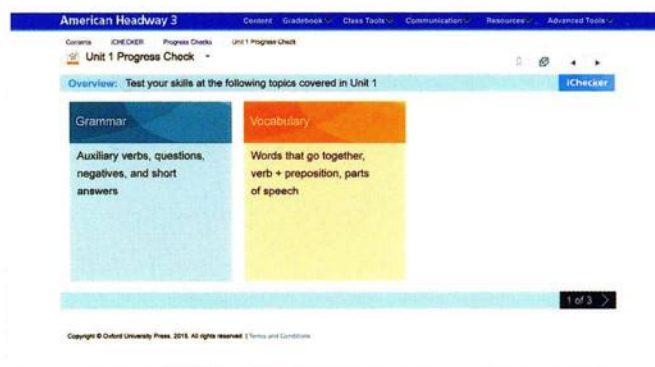 American Headway 3
Content Gradebook Class Tools Communication Resources Advanced Tools
Contents iCHECKER Progress Checks Unit 1 Progress Check
Unit 1 Progress Check
Overview: Test your skills at the following topics covered in Unit 1
iChecker
Grammar
Auxiliary verbs, questions,
negatives, and short
answers
Vocabulary
Words that go together,
verb + preposition, parts
of speech
1 of 3
Copyright © Oxford University Press, 2015. All rights reserved. | Terms and Conditions